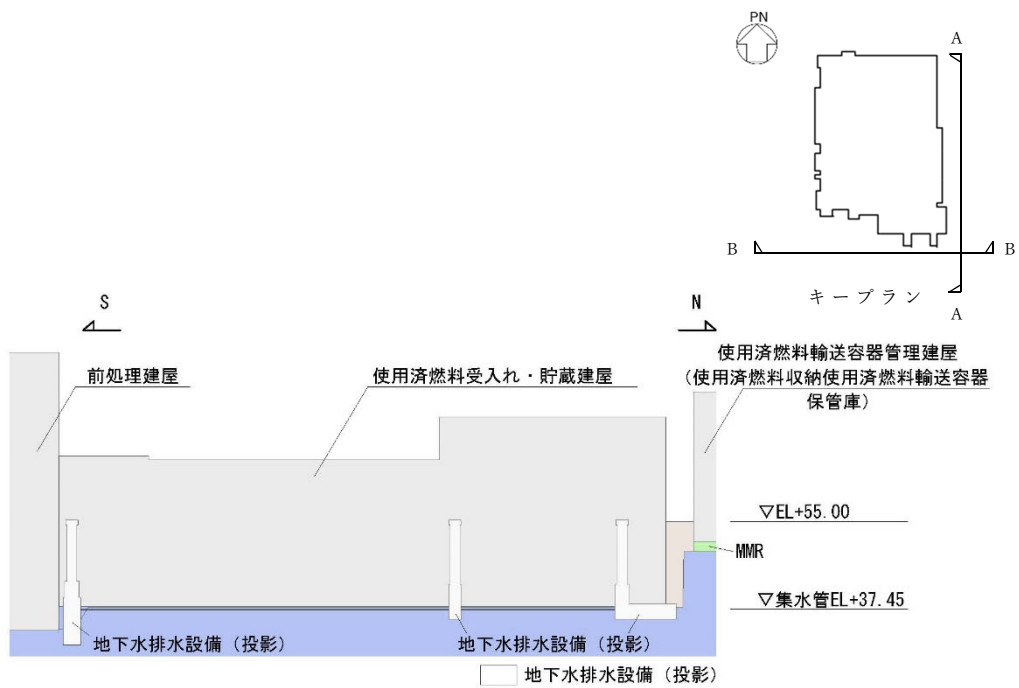 PN
A
B
B
キープラン
A
S
N
前処理建屋
使用済燃料受入れ・貯蔵建屋
使用済燃料輸送容器管理建屋
(使用済燃料収納使用済燃料輸送容器
保管庫)
▽EL+55.00
MMR
▽集水管EL+37.45
地下水排水設備(投影)
地下水排水設備(投影)
地下水排水設備(投影)